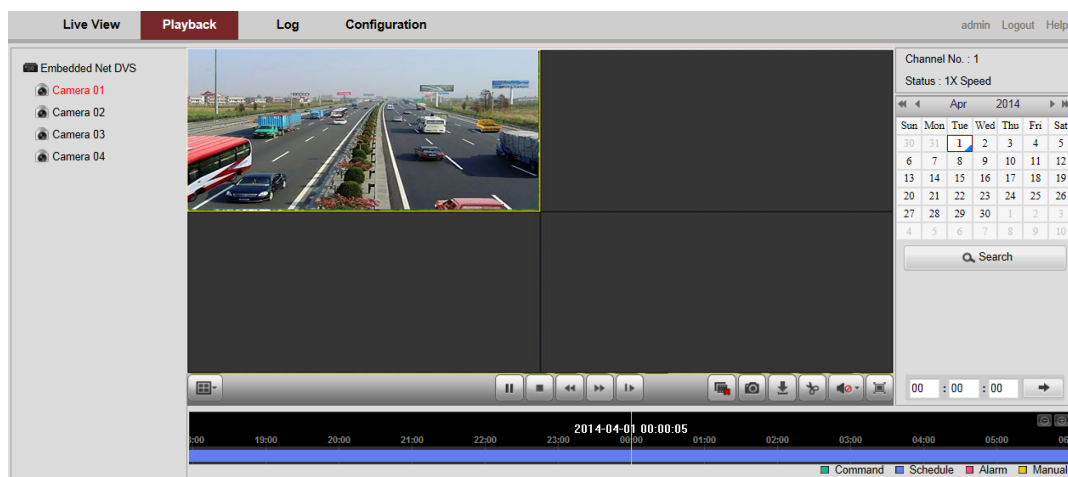 Live View Playback Log Configuration admin Logout Help
Embedded Net DVS
Camera 01
Camera 02
Camera 03
Camera 04
Channel No. : 1
Status : 1X Speed
Apr 2014
Sun Mon Tue Wed Thu Fri Sat
30 31 1 2 3 4 5
6 7 8 9 10 11 12
13 14 15 16 17 18 19
20 21 22 23 24 25 26
27 28 29 30 1 2 3
4 5 6 7 8 9 10
Search
00 : 00 : 00
2014-04-01 00:00:05
:00 19:00 20:00 21:00 22:00 23:00 00:00 01:00 02:00 03:00 04:00 05:00 06
Command Schedule Alarm Manual